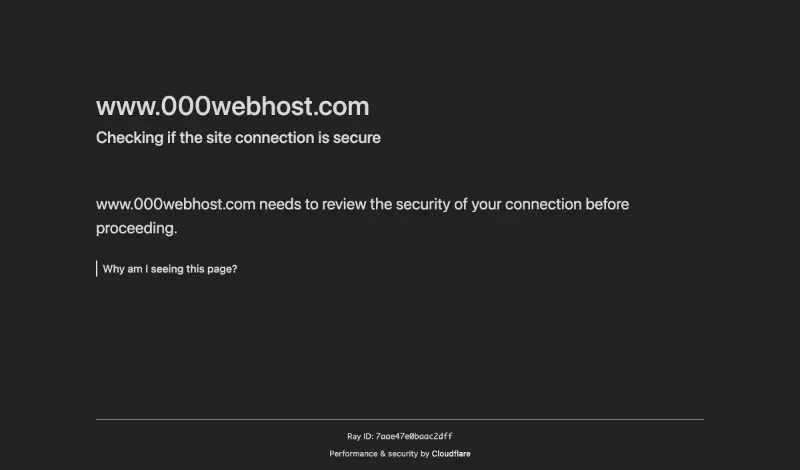 www.000webhost.com
Checking if the site connection is secure
www.000webhost.com needs to review the security of your connection before
proceeding.
Why am I seeing this page?
Ray ID: 7aae47e0baac2dff
Performance & security by Cloudflare